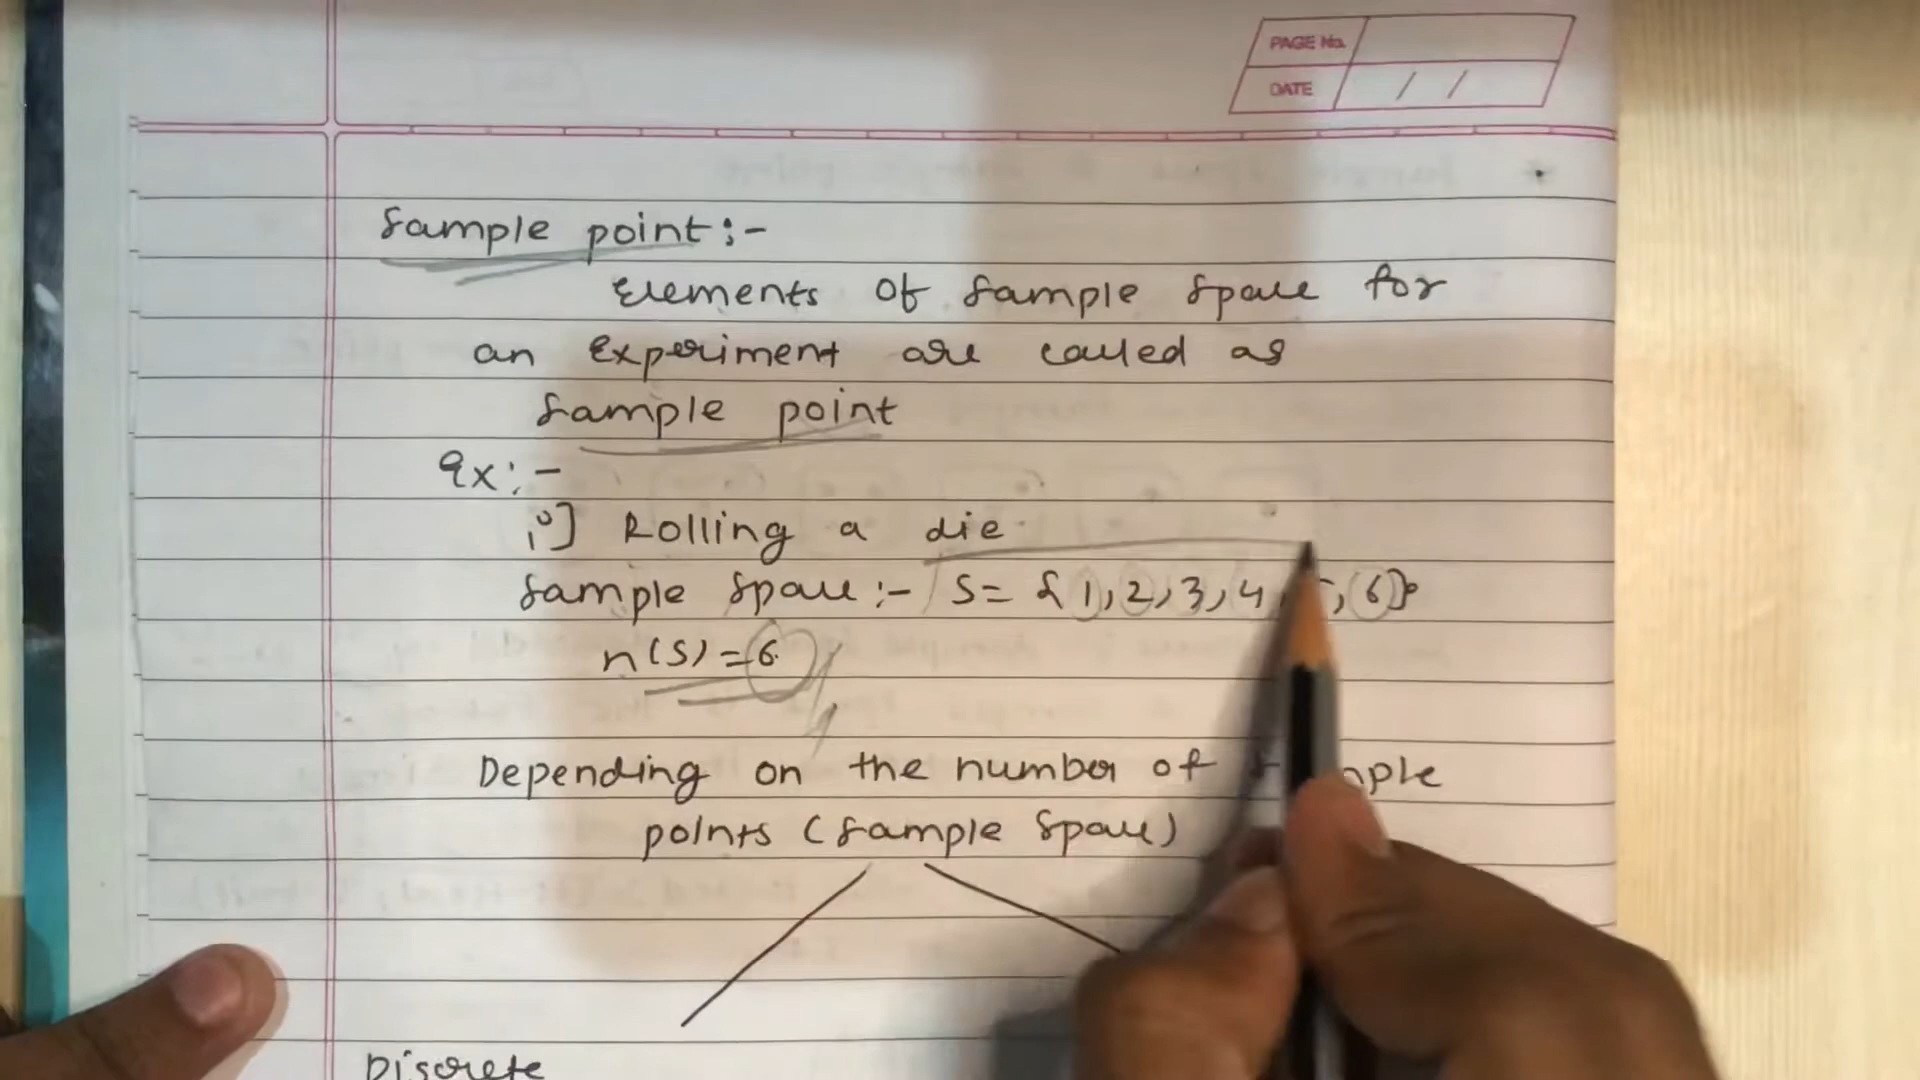 PAGE No.
DATE / /
Sample point :-
Elements of sample space for
an experiment are called as
sample point
Ex :-
i] Rolling a die
Sample space :- S = {1, 2, 3, 4, , 6}
n(S) = 6
Depending on the number of
points (sample space)
Discrete